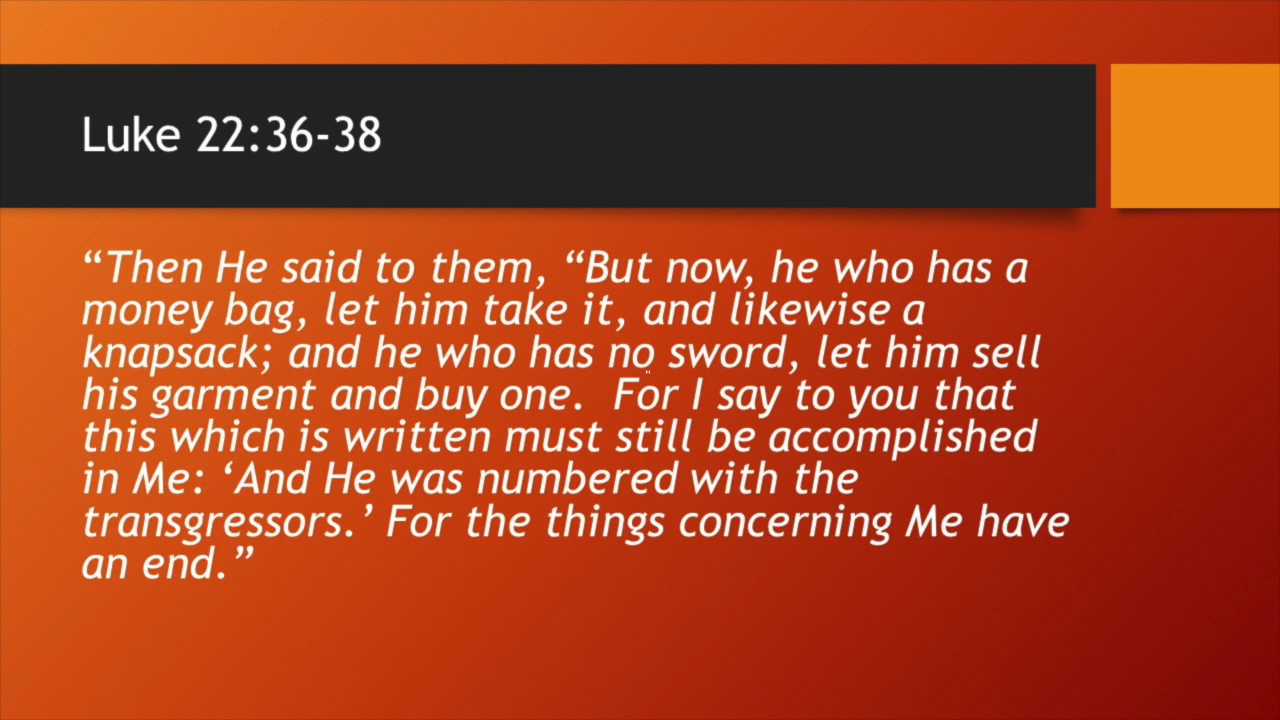 Luke 22:36-38
“Then He said to them, “But now, he who has a
money bag, let him take it, and likewise a
knapsack; and he who has no sword, let him sell
his garment and buy one.  For I say to you that
this which is written must still be accomplished
in Me: ‘And He was numbered with the
transgressors.’ For the things concerning Me have
an end.”